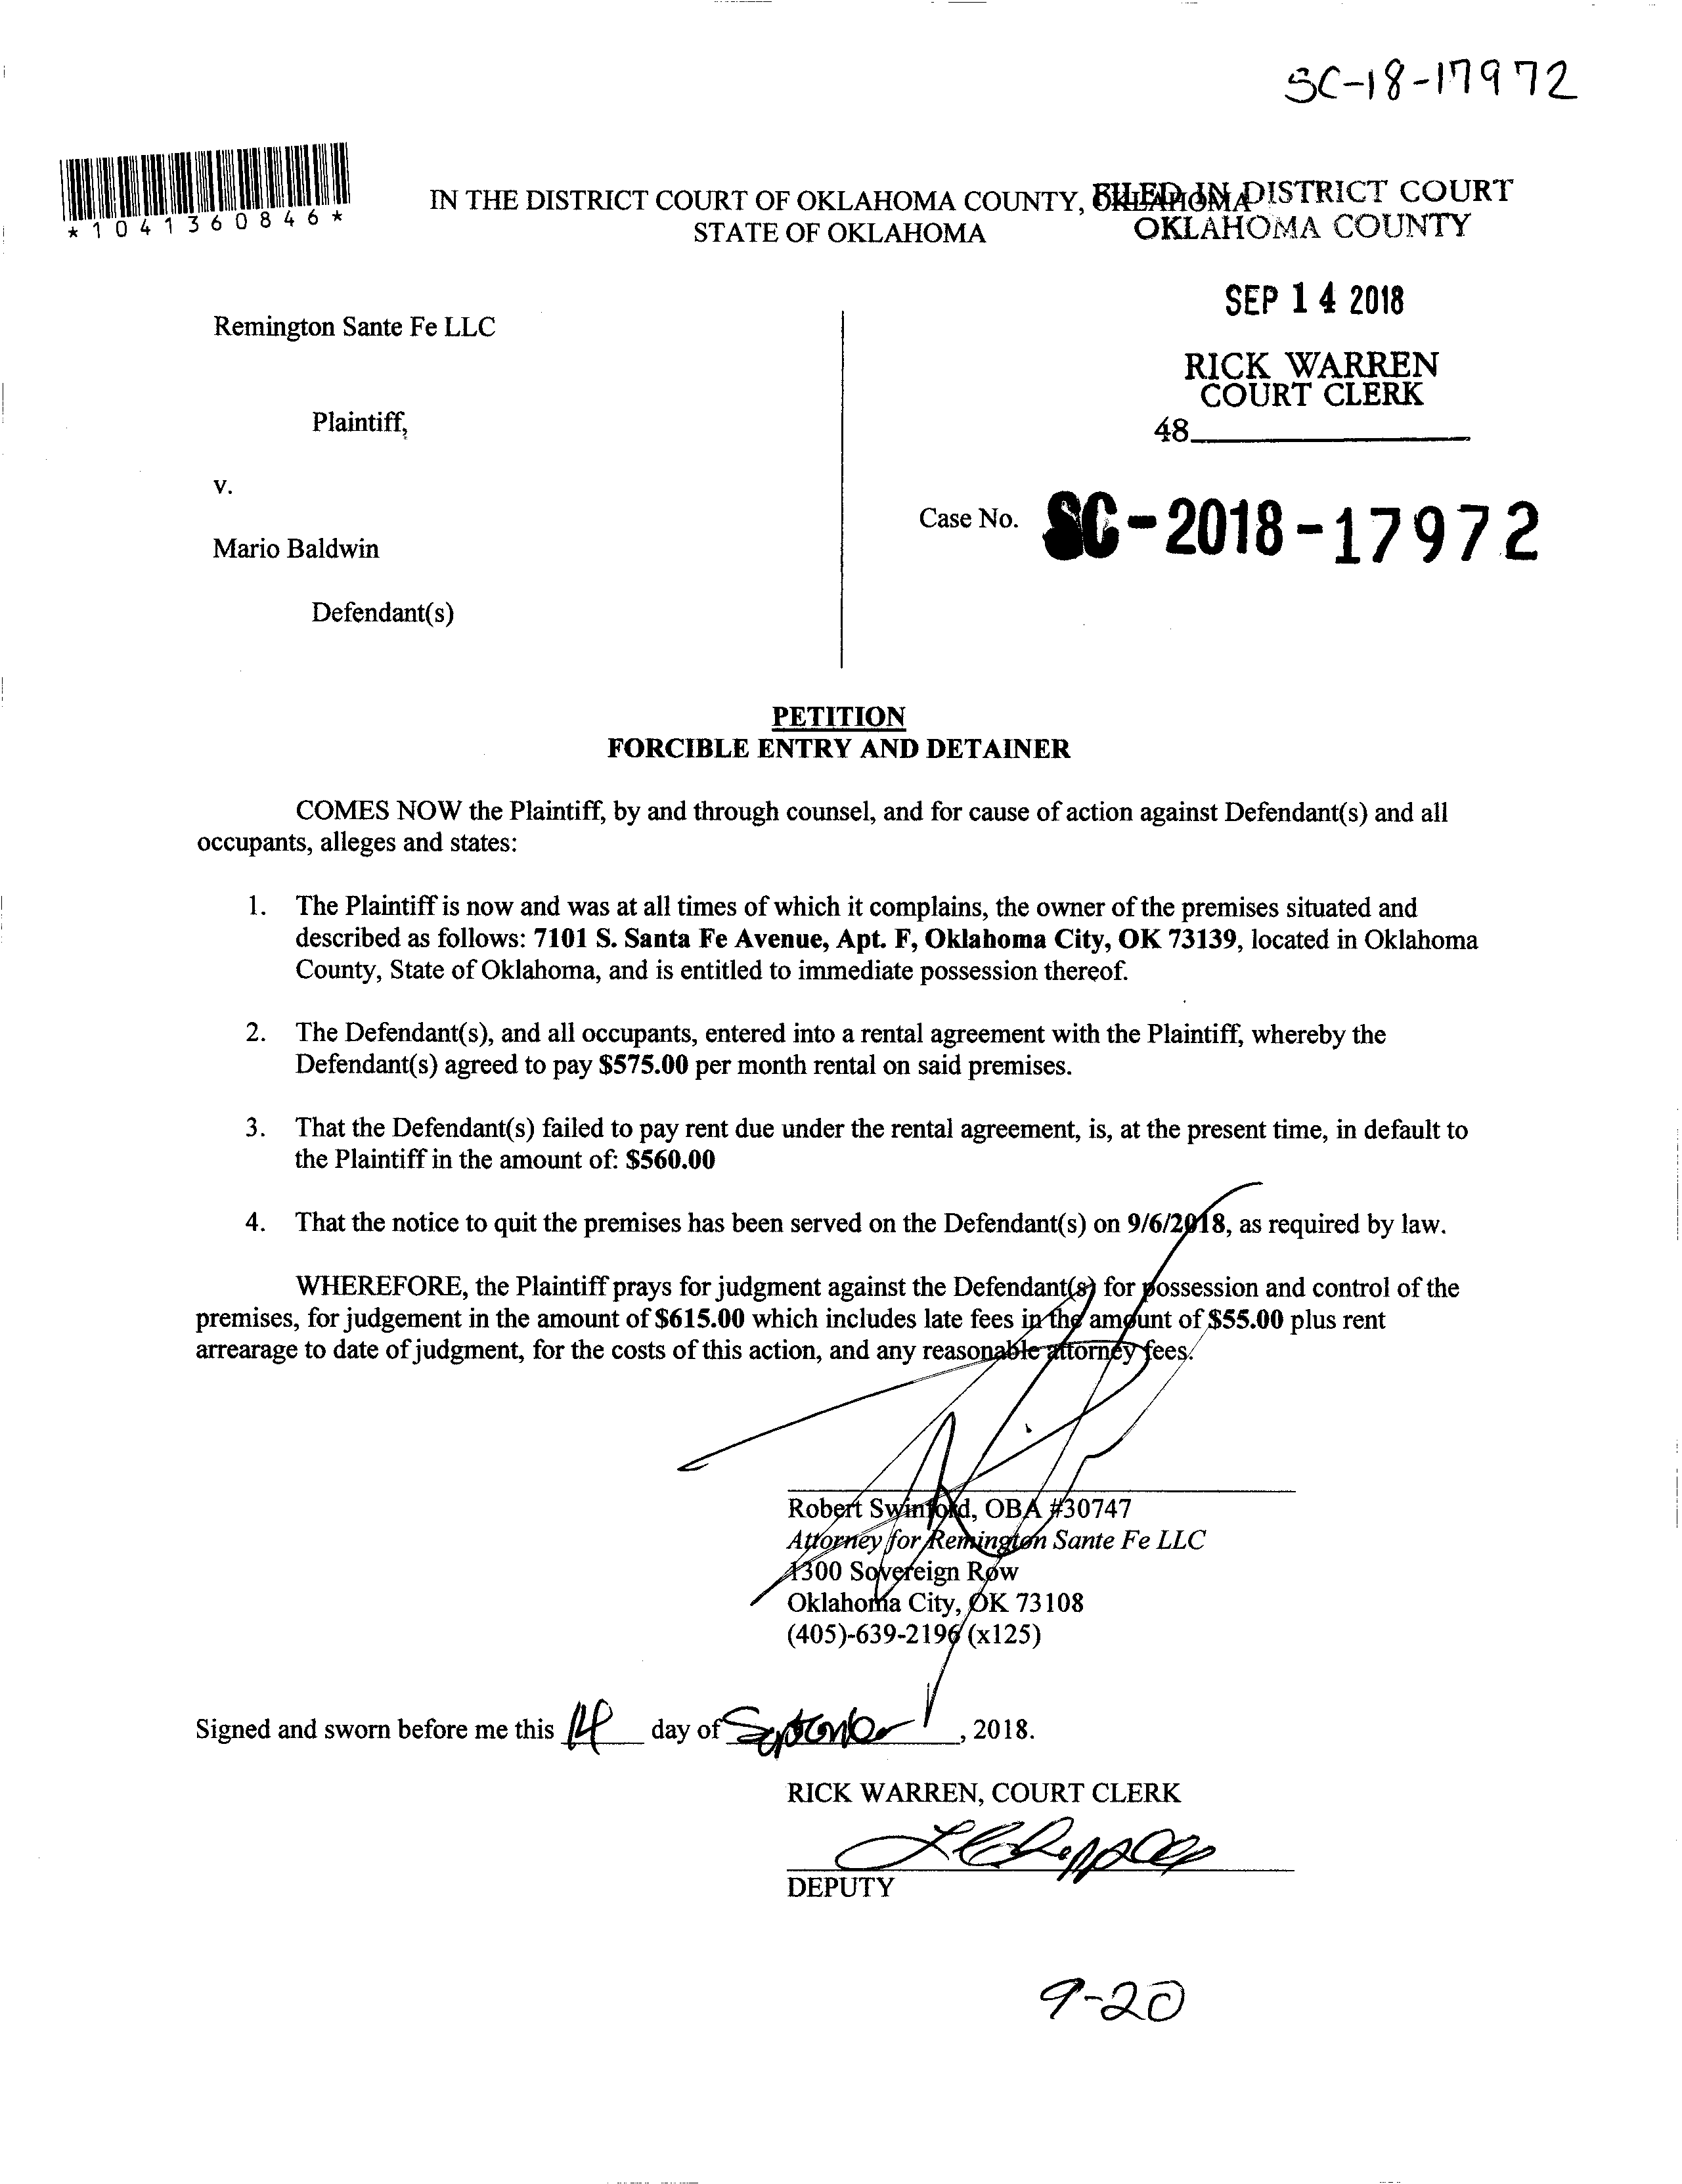 SC-18-17972
*1041360846*
IN THE DISTRICT COURT OF OKLAHOMA COUNTY, OKLAHOMA
STATE OF OKLAHOMA
FILED IN DISTRICT COURT
OKLAHOMA COUNTY
SEP 14 2018
RICK WARREN
COURT CLERK
48
Remington Sante Fe LLC
Plaintiff,
v.
Mario Baldwin
Defendant(s)
Case No. SC-2018-17972
PETITION
FORCIBLE ENTRY AND DETAINER
COMES NOW the Plaintiff, by and through counsel, and for cause of action against Defendant(s) and all
occupants, alleges and states:
1. The Plaintiff is now and was at all times of which it complains, the owner of the premises situated and
described as follows: 7101 S. Santa Fe Avenue, Apt. F, Oklahoma City, OK 73139, located in Oklahoma
County, State of Oklahoma, and is entitled to immediate possession thereof.
2. The Defendant(s), and all occupants, entered into a rental agreement with the Plaintiff, whereby the
Defendant(s) agreed to pay $575.00 per month rental on said premises.
3. That the Defendant(s) failed to pay rent due under the rental agreement, is, at the present time, in default to
the Plaintiff in the amount of: $560.00
4. That the notice to quit the premises has been served on the Defendant(s) on 9/6/2018, as required by law.
WHEREFORE, the Plaintiff prays for judgment against the Defendant(s) for possession and control of the
premises, for judgement in the amount of $615.00 which includes late fees in the amount of $55.00 plus rent
arrearage to date of judgment, for the costs of this action, and any reasonable attorney fees.
Robert Swinford, OBA #30747
Attorney for Remington Sante Fe LLC
1300 Sovereign Row
Oklahoma City, OK 73108
(405)-639-2196 (x125)
Signed and sworn before me this 14 day of September, 2018.
RICK WARREN, COURT CLERK
DEPUTY
9-20